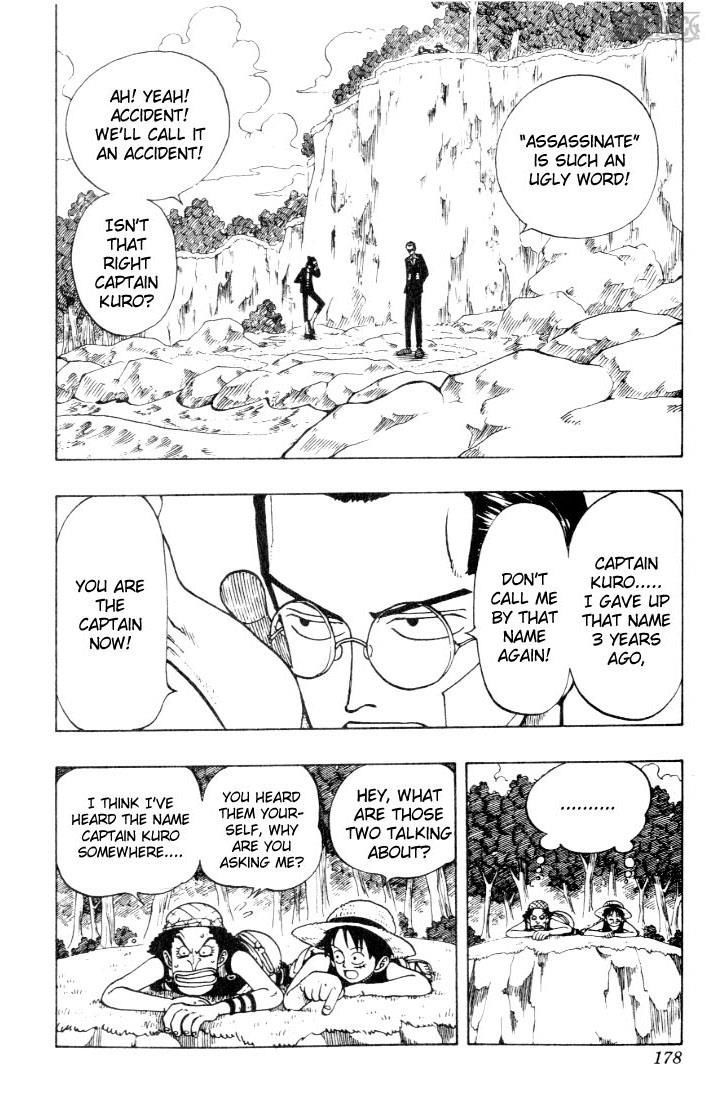 “ASSASSINATE”
IS SUCH AN
UGLY WORD!
AH! YEAH!
ACCIDENT!
WE'LL CALL IT
AN ACCIDENT!
ISN'T
THAT
RIGHT
CAPTAIN
KURO?
CAPTAIN
KURO.....
I GAVE UP
THAT NAME
3 YEARS
AGO,
DON'T
CALL ME
BY THAT
NAME
AGAIN!
YOU ARE
THE
CAPTAIN
NOW!
..........
HEY, WHAT
ARE THOSE
TWO TALKING
ABOUT?
YOU HEARD
THEM YOUR-
SELF, WHY
ARE YOU
ASKING ME?
I THINK I'VE
HEARD THE NAME
CAPTAIN KURO
SOMEWHERE....
178